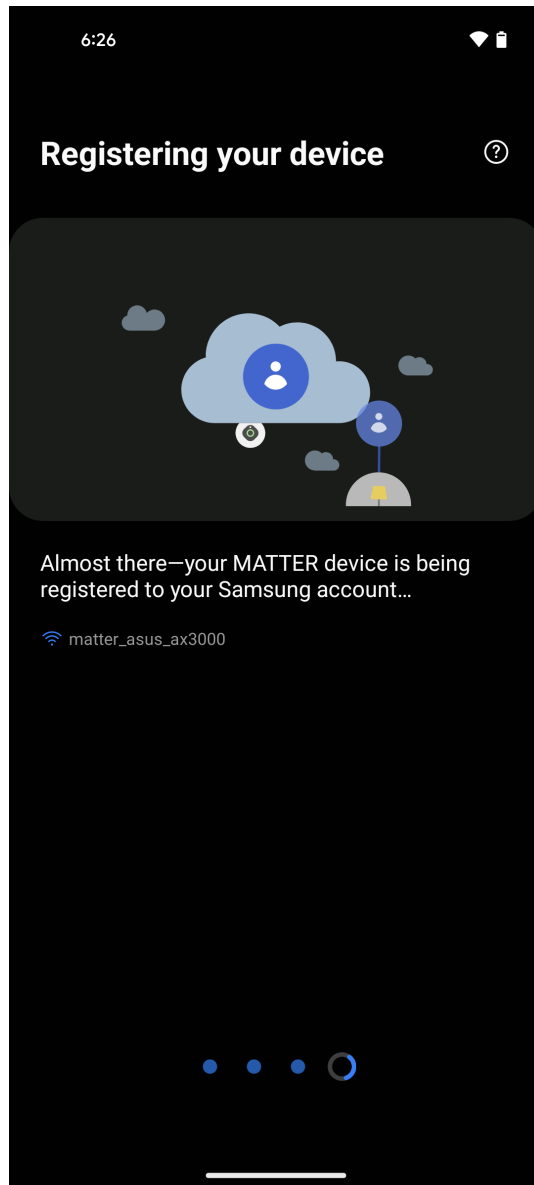 6:26
Registering your device
Almost there—your MATTER device is being
registered to your Samsung account...
matter_asus_ax3000